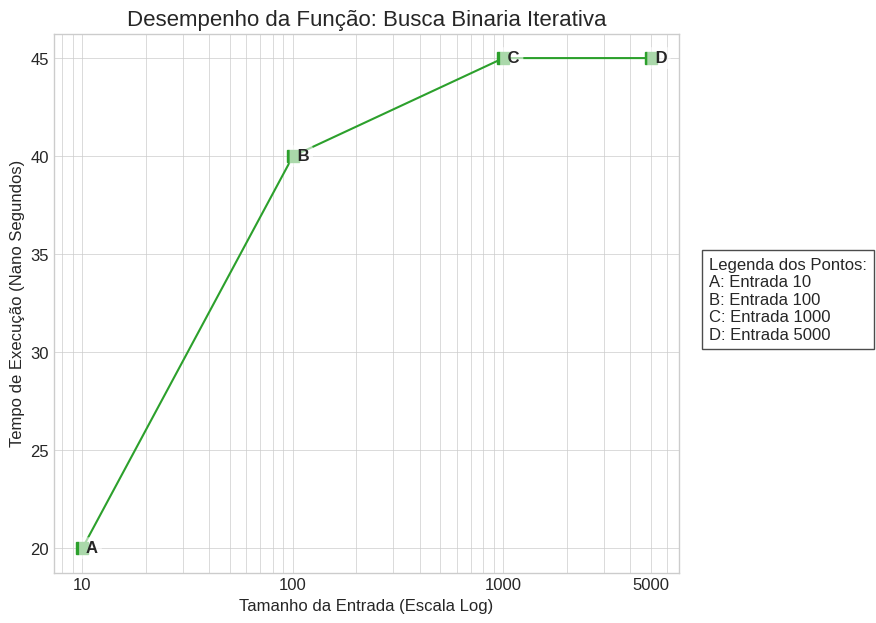 Desempenho da Função: Busca Binaria Iterativa
Tempo de Execução (Nano Segundos)
45
40
35
30
25
20
A
B
C
D
10
100
1000
5000
Tamanho da Entrada (Escala Log)
Legenda dos Pontos:
A: Entrada 10
B: Entrada 100
C: Entrada 1000
D: Entrada 5000